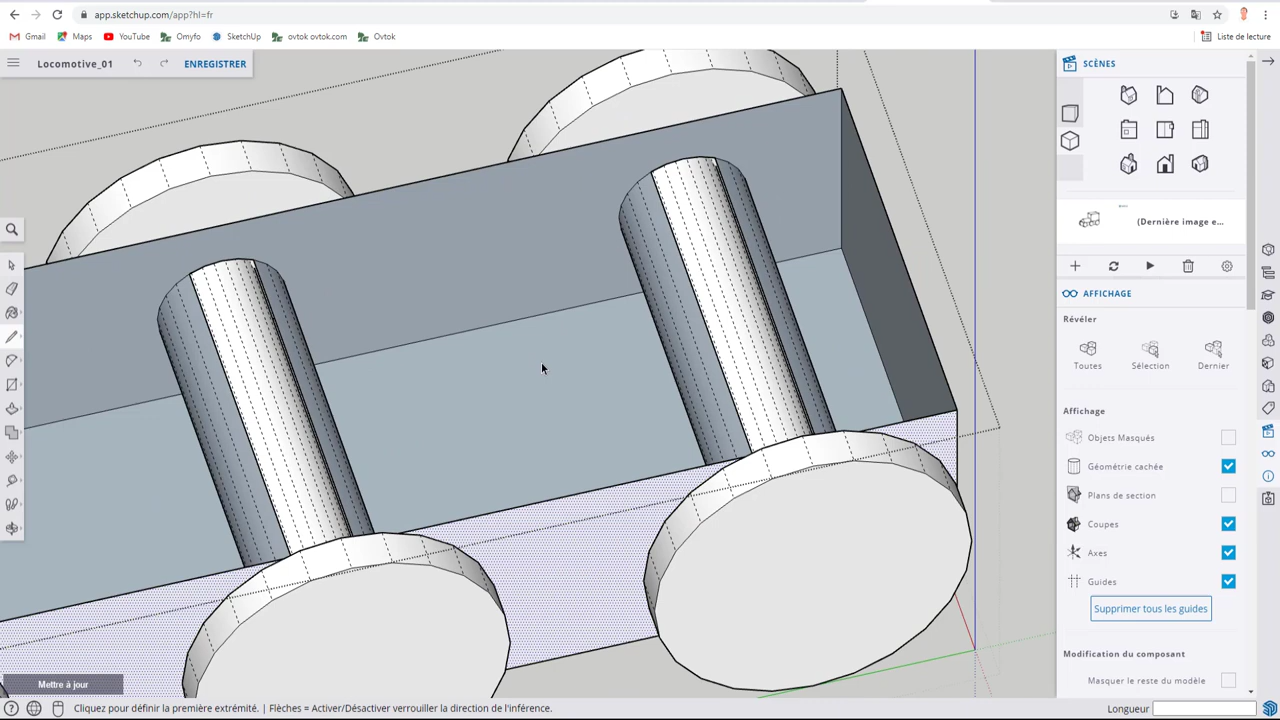 app.sketchup.com/app?hl=fr
Gmail
Maps
YouTube
Omyfo
SketchUp
ovtok ovtok.com
Ovtok
Liste de lecture
Locomotive_01
ENREGISTRER
SCÈNES
(Dernière image e...
AFFICHAGE
Révéler
Toutes
Sélection
Dernier
Affichage
Objets Masqués
Géométrie cachée
Plans de section
Coupes
Axes
Guides
Supprimer tous les guides
Modification du composant
Masquer le reste du modèle
Mettre à jour
Cliquez pour définir la première extrémité. | Flèches = Activer/Désactiver verrouiller la direction de l'inférence.
Longueur